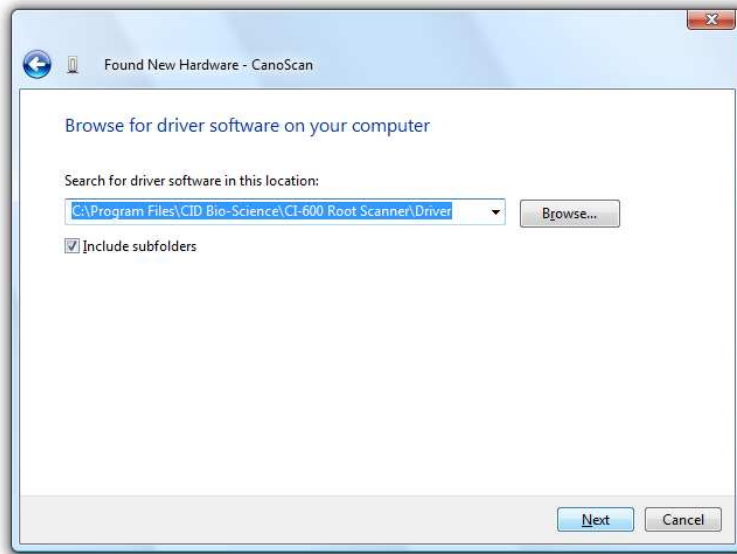 Found New Hardware - CanoScan
Browse for driver software on your computer
Search for driver software in this location:
C:\Program Files\CID Bio-Science\CI-600 Root Scanner\Driver
Browse...
Include subfolders
Next
Cancel